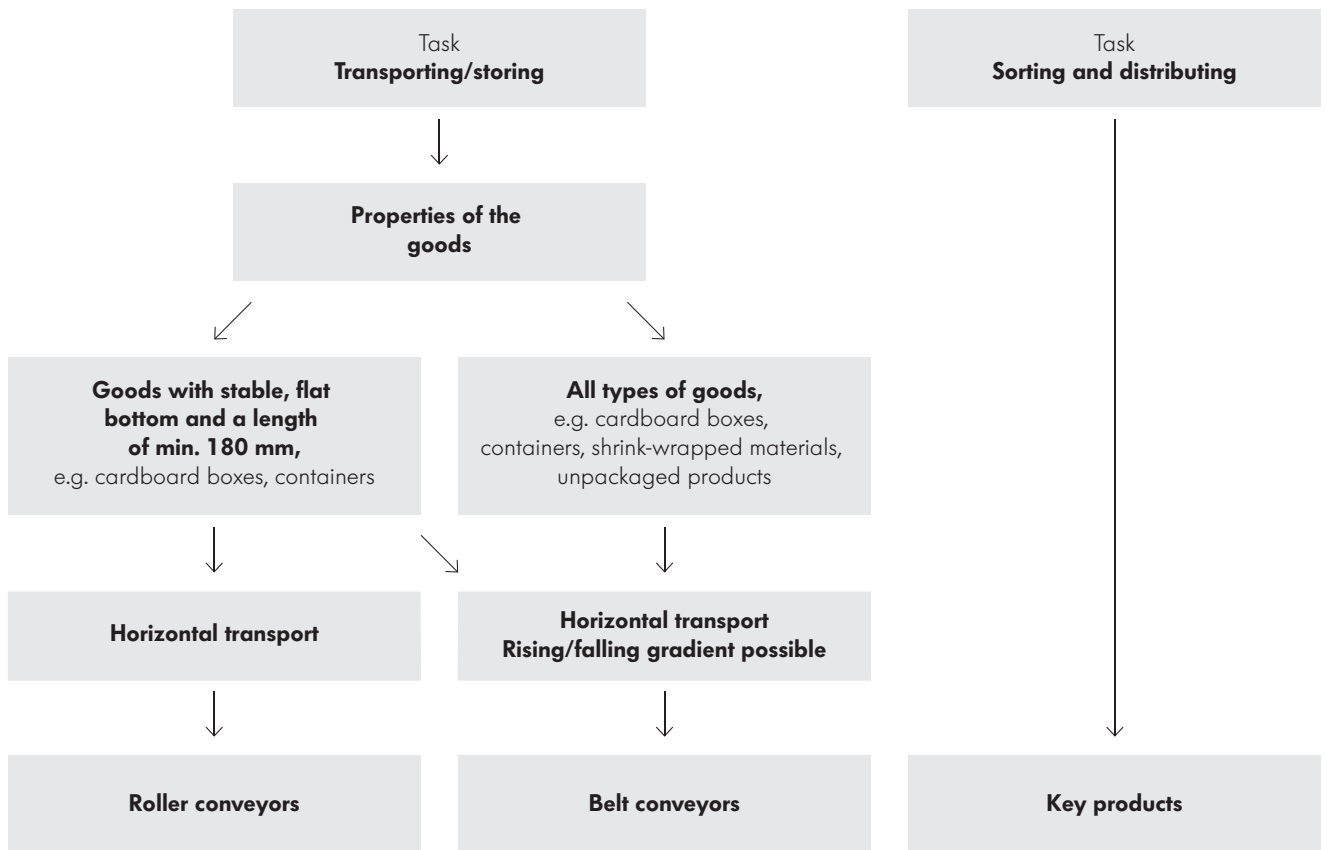 Task
Transporting/storing
Task
Sorting and distributing
Properties of the
goods
Goods with stable, flat
bottom and a length
of min. 180 mm,
e.g. cardboard boxes, containers
All types of goods,
e.g. cardboard boxes,
containers, shrink-wrapped materials,
unpackaged products
Horizontal transport
Horizontal transport
Rising/falling gradient possible
Roller conveyors
Belt conveyors
Key products